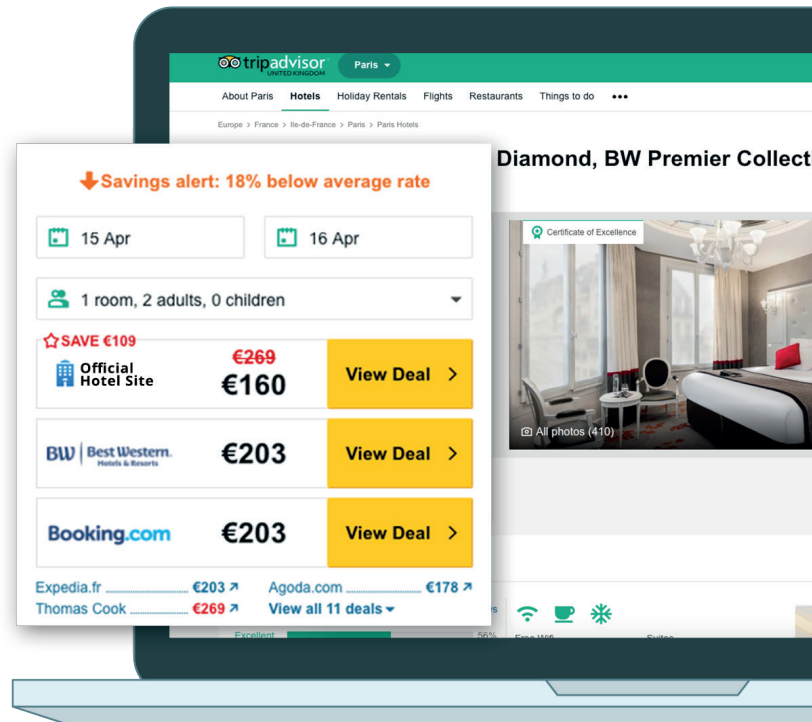 tripadvisor
UNITED KINGDOM
Paris
About Paris Hotels Holiday Rentals Flights Restaurants Things to do •••
Europe > France > Ile-de-France > Paris > Paris Hotels
Diamond, BW Premier Collect
Certificate of Excellence
All photos (410)
Savings alert: 18% below average rate
15 Apr 16 Apr
1 room, 2 adults, 0 children
SAVE €109
Official
Hotel Site
€269
€160
View Deal >
BW Best Western.
Hotels & Resorts
€203
View Deal >
Booking.com
€203
View Deal >
Expedia.fr €203 Agoda.com €178
Thomas Cook €269 View all 11 deals
Excellent 56%
Free Wifi Suites